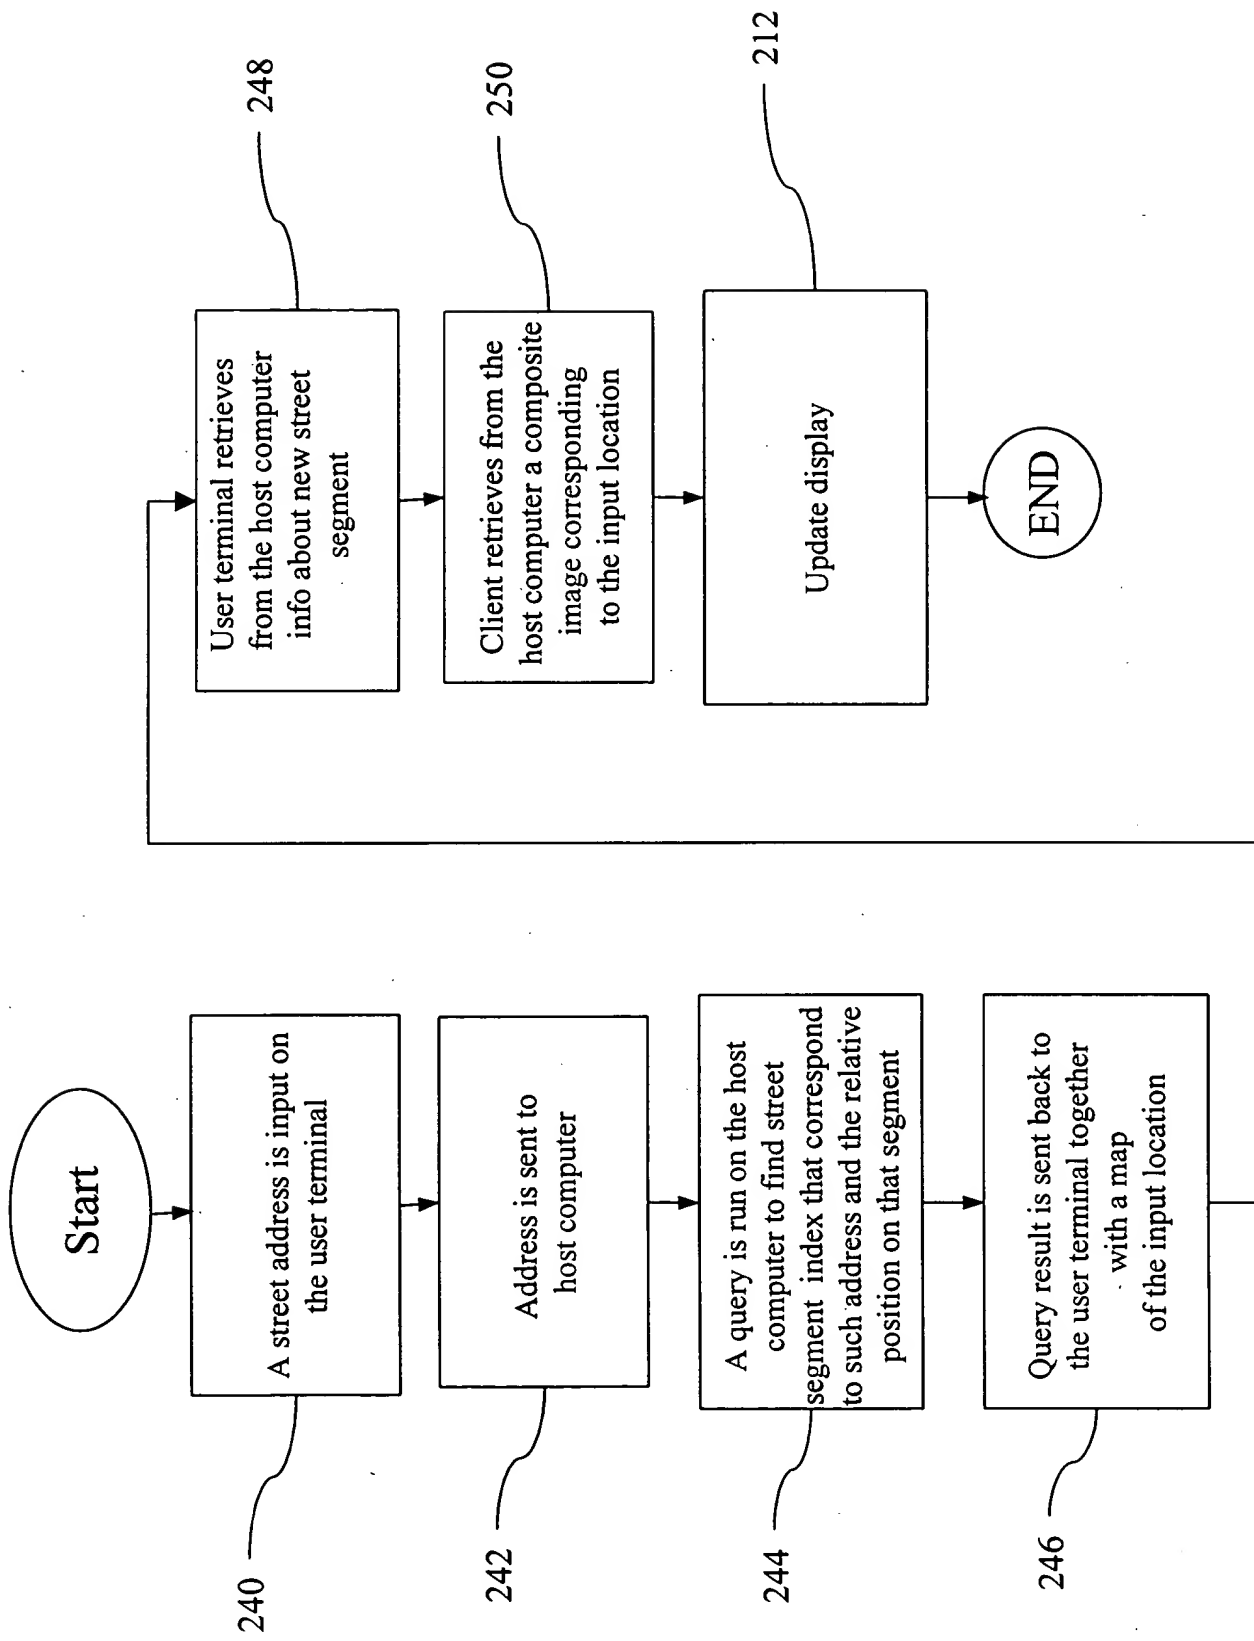 Start
A street address is input on
the user terminal
240
Address is sent to
host computer
242
A query is run on the host
computer to find street
segment index that correspond
to such address and the relative
position on that segment
244
Query result is sent back to
the user terminal together
with a map
of the input location
246
User terminal retrieves
from the host computer
info about new street
segment
248
Client retrieves from the
host computer a composite
image corresponding
to the input location
250
Update display
212
END